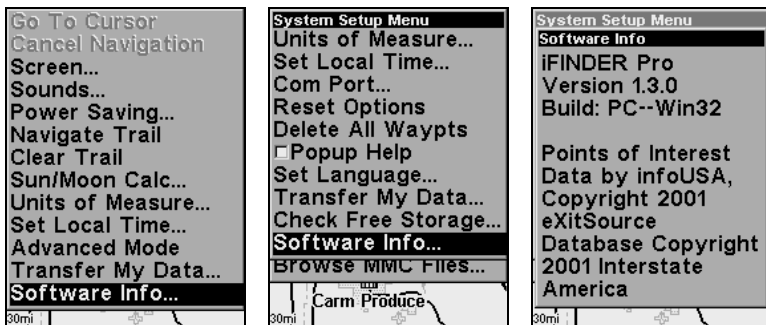 Go To Cursor
Cancel Navigation
Screen...
Sounds...
Power Saving...
Navigate Trail
Clear Trail
Sun/Moon Calc...
Units of Measure...
Set Local Time...
Advanced Mode
Transfer My Data...
Software Info...
30mi
System Setup Menu
Units of Measure...
Set Local Time...
Com Port...
Reset Options
Delete All Waypts
Popup Help
Set Language...
Transfer My Data...
Check Free Storage...
Software Info...
Browse MMC Files...
Carm Produce
30mi
System Setup Menu
Software Info
iFINDER Pro
Version 1.3.0
Build: PC--Win32
Points of Interest
Data by infoUSA,
Copyright 2001
eXitSource
Database Copyright
2001 Interstate
America
30mi